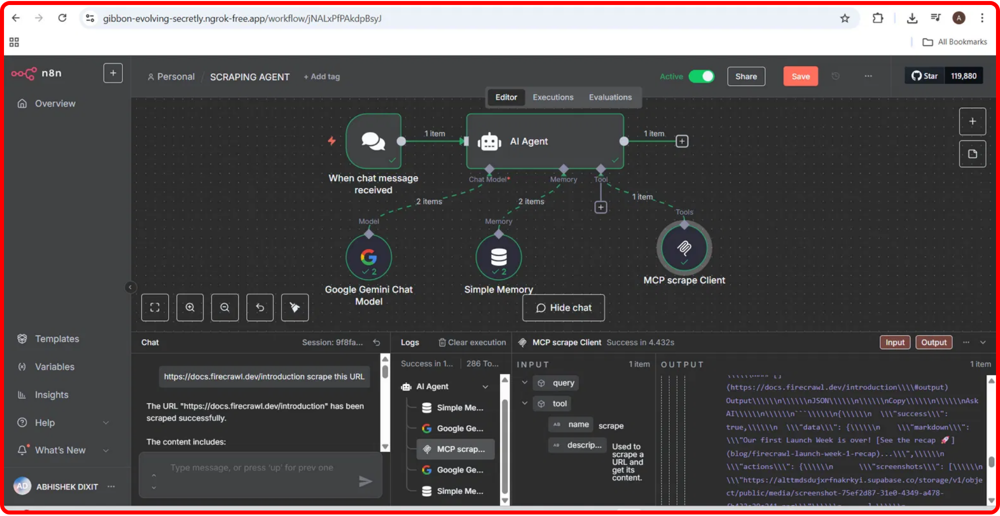 gibbon-evolving-secretly.ngrok-free.app/workflow/jNALxPfPAkdpBsyJ
A
All Bookmarks
n8n
+
Personal / SCRAPING AGENT + Add tag
Active
Share
Save
...
Star 119,880
Overview
Editor Executions Evaluations
1 item
AI Agent
1 item
When chat message
received
Chat Model*
Memory
Tool
2 items
2 items
1 item
Model
Memory
Tools
2
2
Google Gemini Chat
Model
Simple Memory
MCP scrape Client
Hide chat
Templates
Variables
Insights
Help
What's New
AD ABHISHEK DIXIT ...
Chat
Session: 9f8fa...
https://docs.firecrawl.dev/introduction scrape this URL
The URL "https://docs.firecrawl.dev/introduction" has been
scraped successfully.
The content includes:
Type message, or press 'up' for prev one
Logs
Clear execution
Success in 1...
286 To...
AI Agent
Simple Me...
Google Ge...
MCP scrap...
Google Ge...
Simple Me...
MCP scrape Client Success in 4.432s
Input Output ...
INPUT
1 item
query
tool
AB name scrape
AB descrip... Used to
scrape a
URL and
get its
content.
OUTPUT
1 item
(https://docs.firecrawl.dev/introduction\\\\#output)
Output\\\\\\n\\\\\\nJSON\\\\\\n\\\\\\nCopy\\\\\\n\\\\\\nAsk
AI\\\\\\n\\\\\\n```\\\\\\n{\\\\\\n \\\"success\\\":
true,\\\\\\n \\\"data\\\": {\\\\\\n \\\"markdown\\\":
\\\"Our first Launch Week is over! [See the recap 🚀]
(blog/firecrawl-launch-week-1-recap)...\\\",\\\\\\n
\\\"actions\\\": {\\\\\\n \\\"screenshots\\\": [\\\\\\n
\\\"https://alttmdsdujxrfnakrkyi.supabase.co/storage/v1/obje
ct/public/media/screenshot-75ef2d87-31e0-4349-a478-